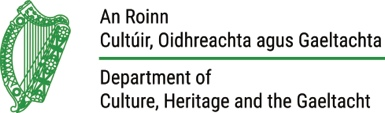 An Roinn
Cultúir, Oidhreachta agus Gaeltachta
Department of
Culture, Heritage and the Gaeltacht